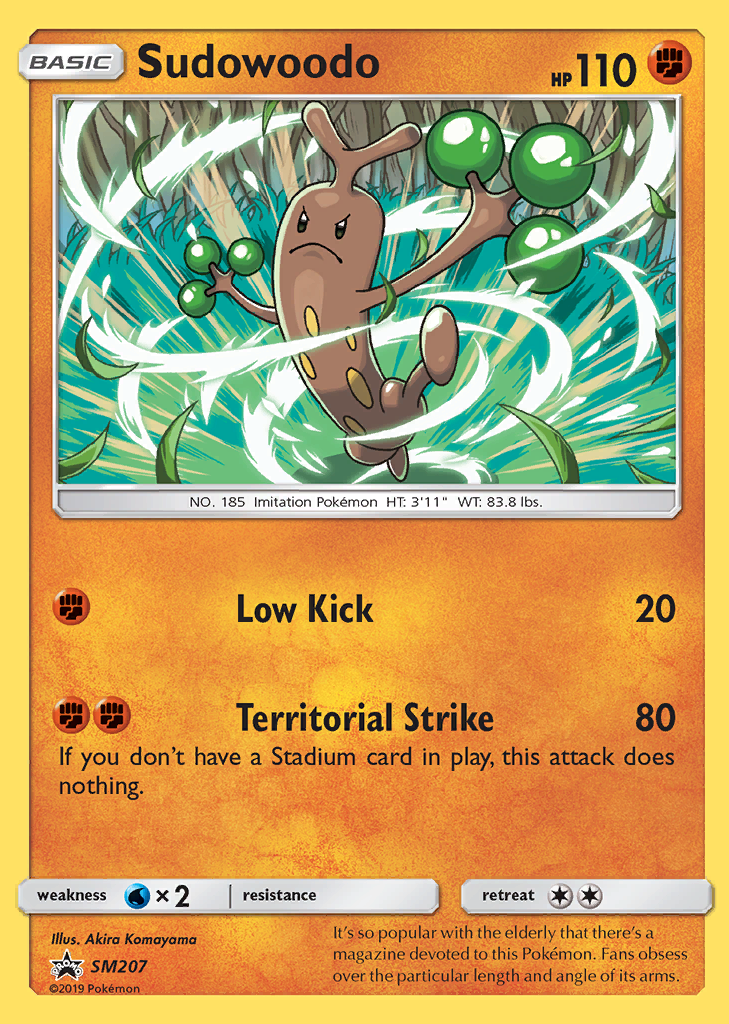 BASIC Sudowoodo HP 110
NO. 185 Imitation Pokémon HT: 3'11" WT: 83.8 lbs.
Low Kick 20
Territorial Strike 80
If you don't have a Stadium card in play, this attack does
nothing.
weakness × 2 resistance retreat
Illus. Akira Komayama
PROMO SM207
©2019 Pokémon
It's so popular with the elderly that there's a
magazine devoted to this Pokémon. Fans obsess
over the particular length and angle of its arms.